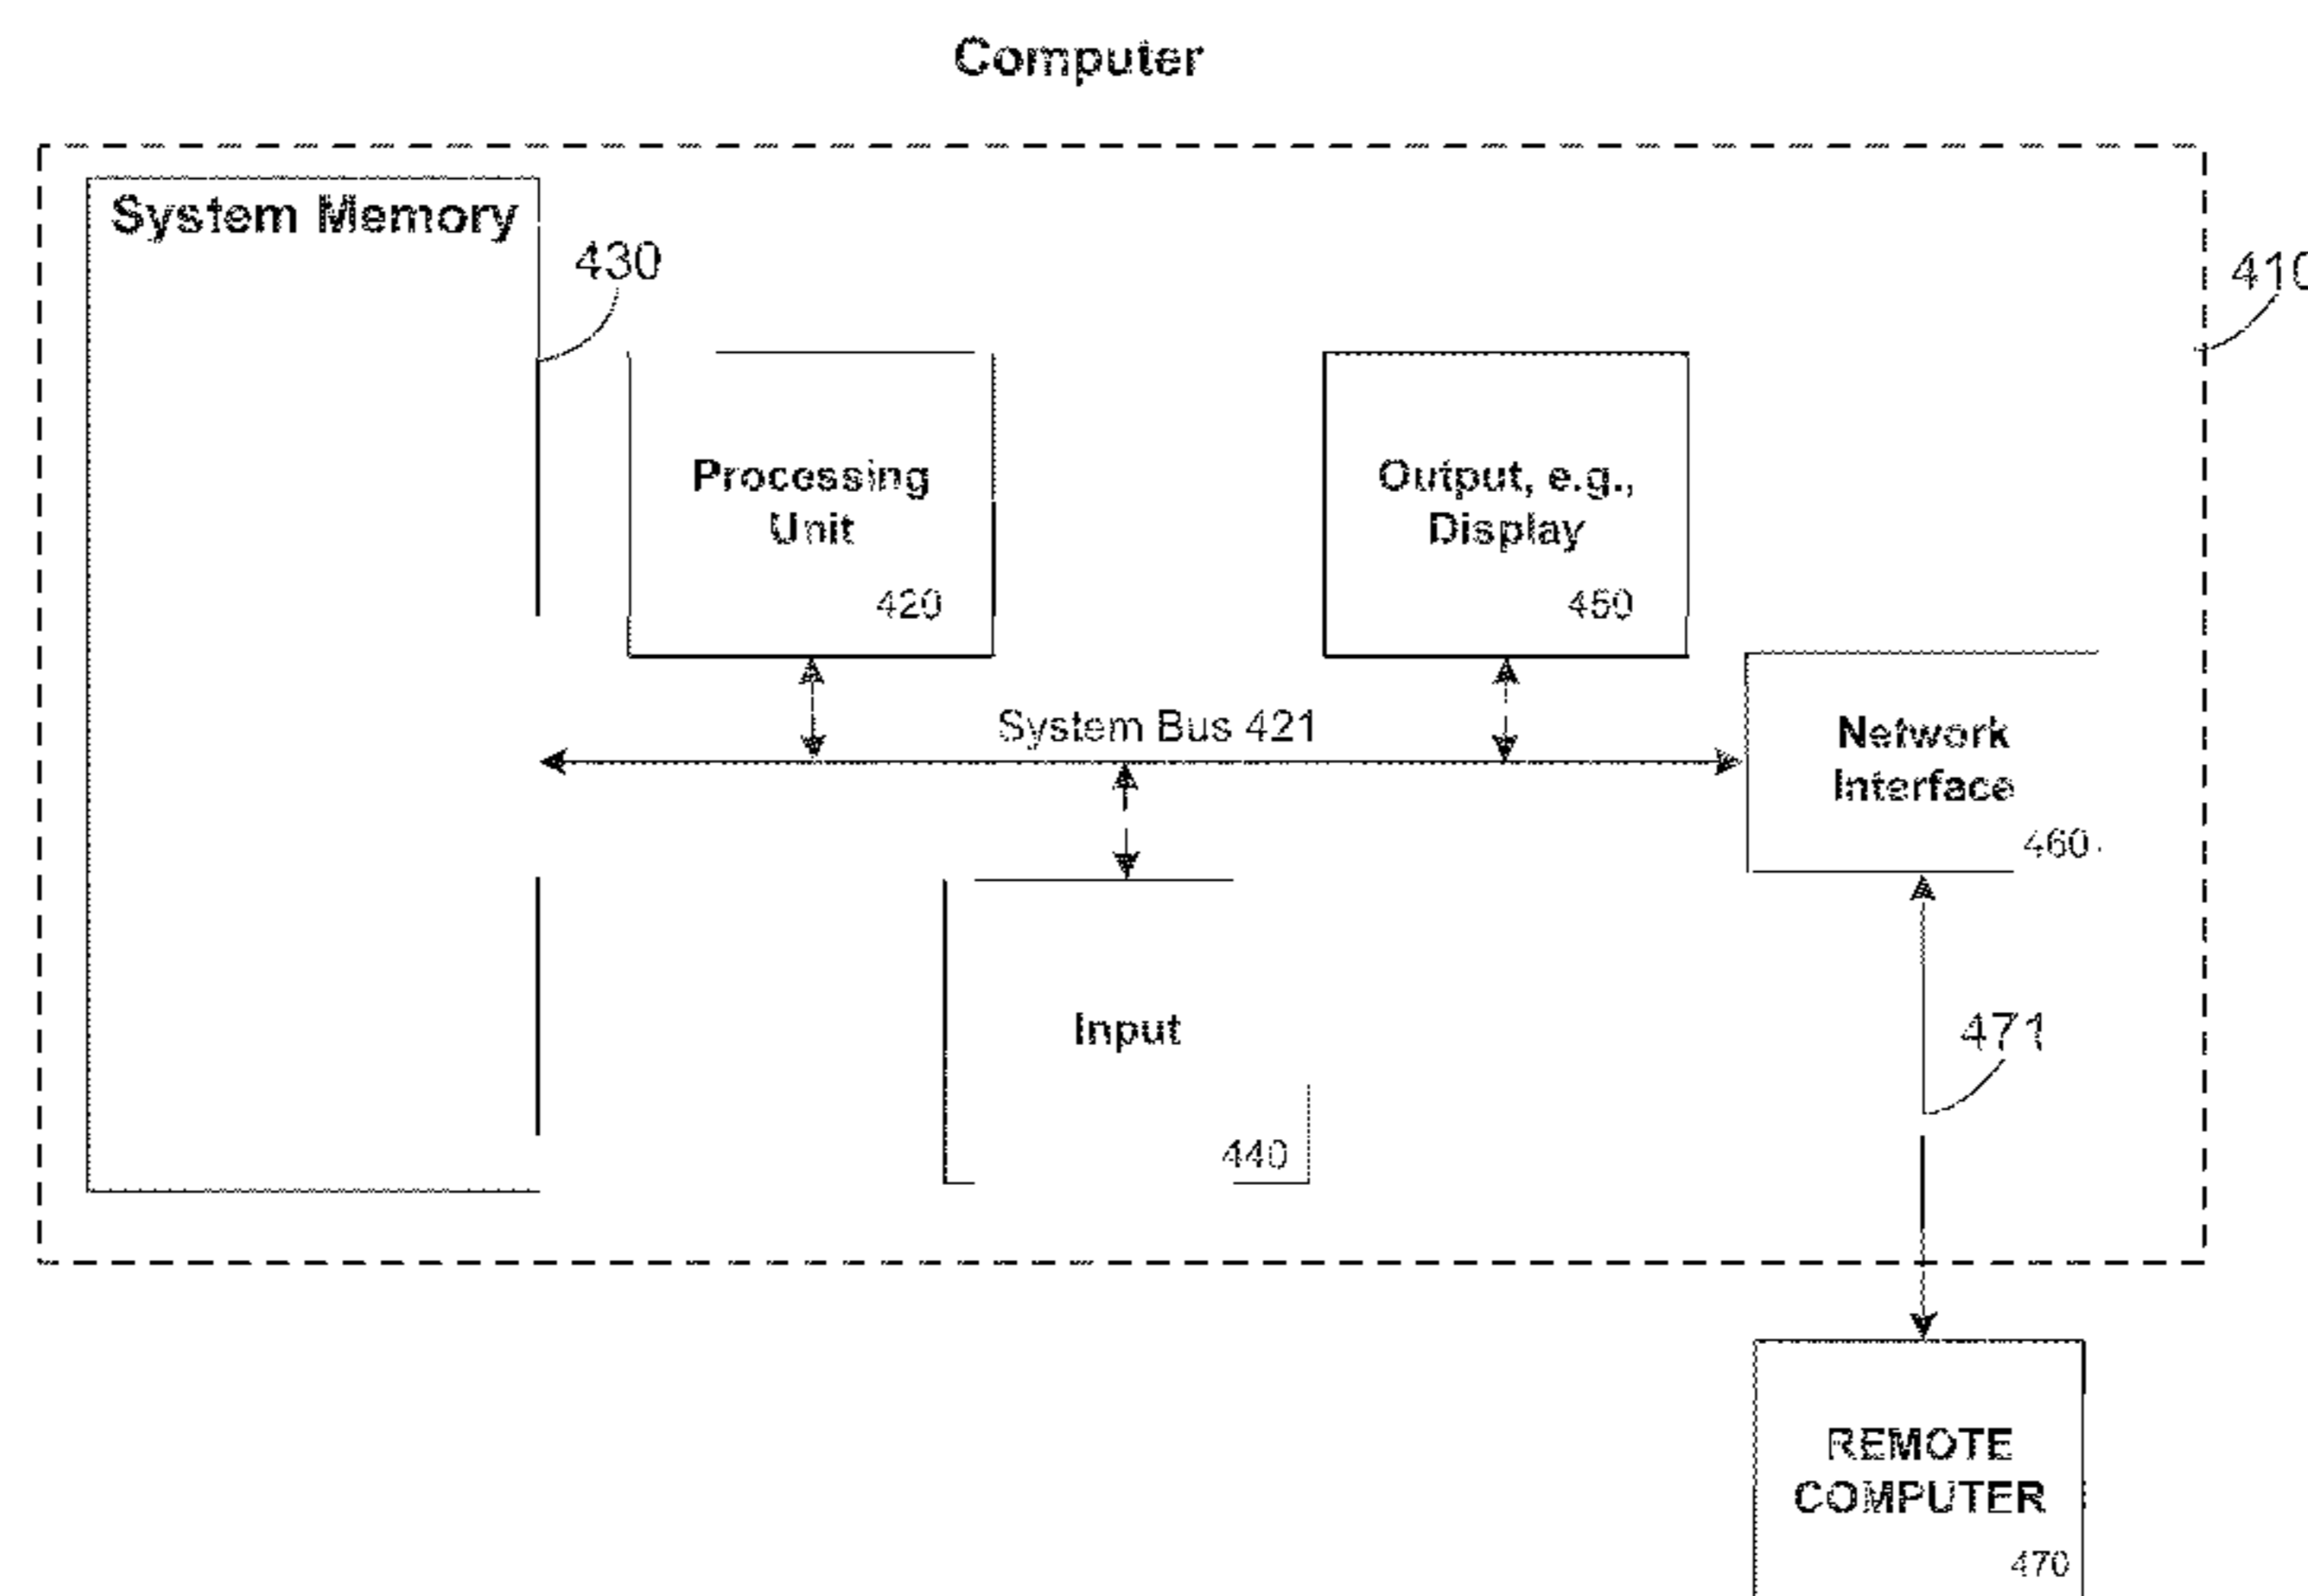 Computer
System Memory
430
410
Processing
Unit
420
Output, e.g.,
Display
450
System Bus 421
Network
Interface
460
Input
440
471
REMOTE
COMPUTER
470